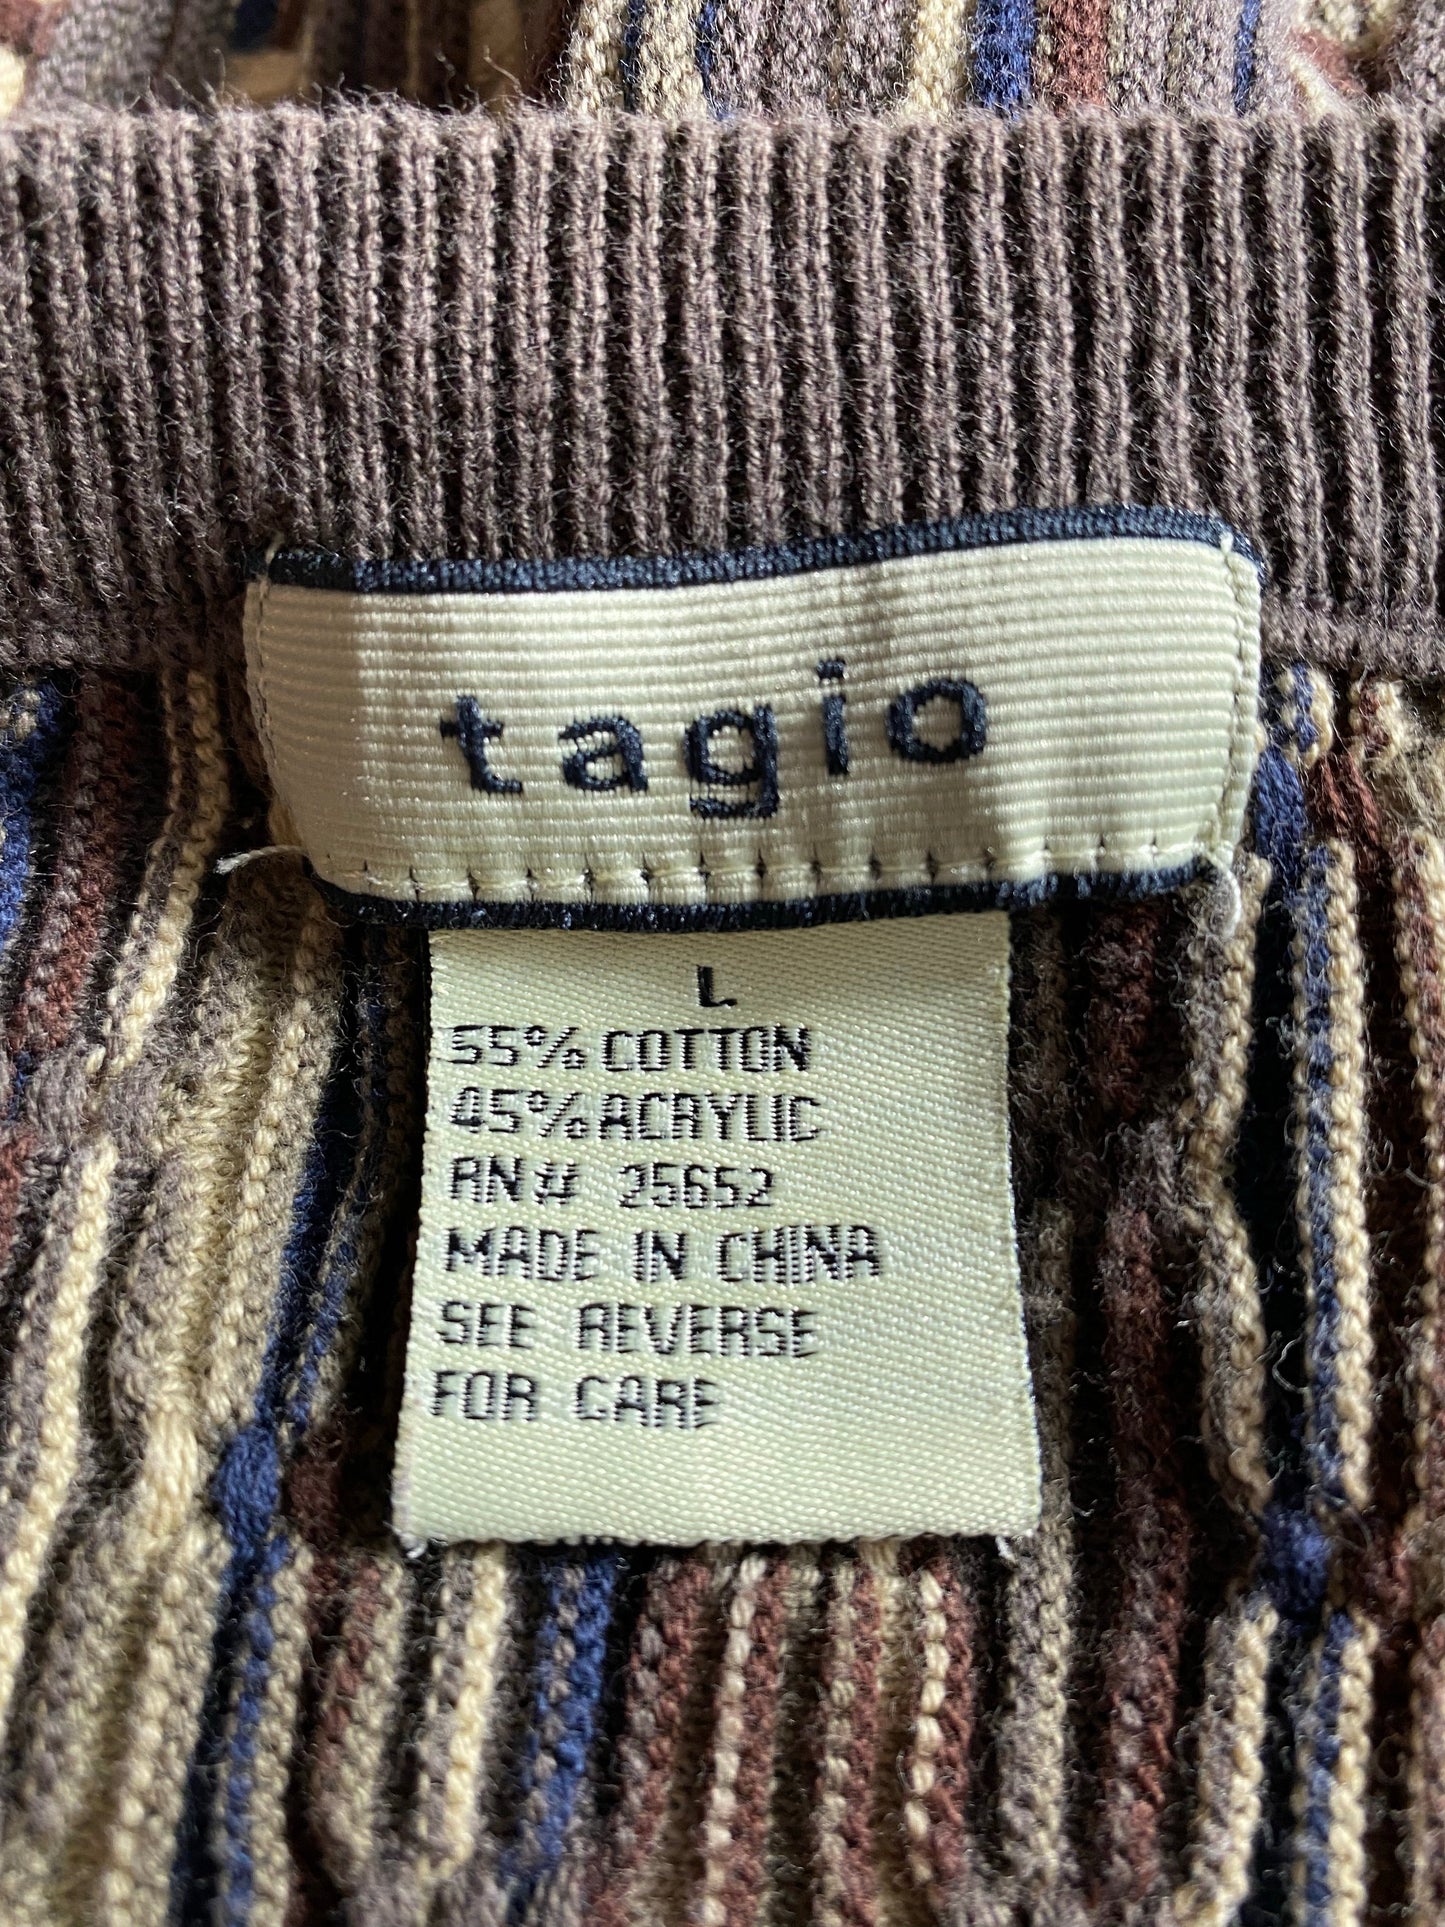 tagio
L
55% COTTON
45% ACRYLIC
RN# 25652
MADE IN CHINA
SEE REVERSE
FOR CARE